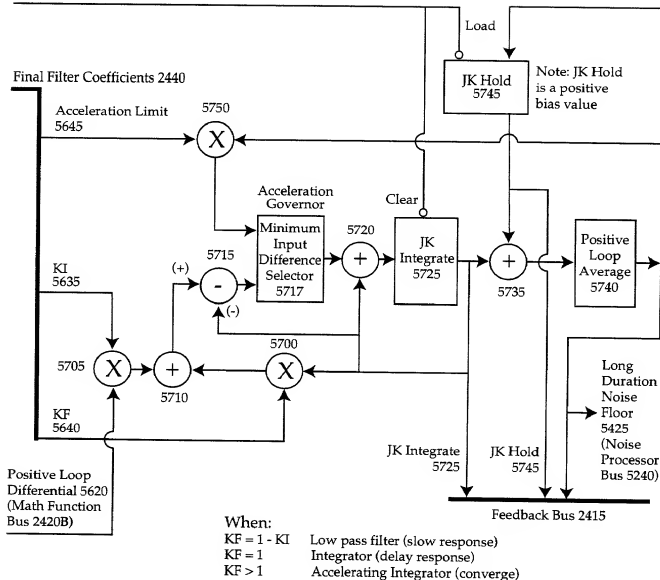 Load
Final Filter Coefficients 2440
JK Hold
5745
Note: JK Hold
is a positive
bias value
Acceleration Limit
5645
5750
X
Acceleration
Governor
Clear
Minimum
Input
Difference
Selector
5717
5720
+
JK
Integrate
5725
+
5735
Positive
Loop
Average
5740
(+)
5715
-
(-)
KI
5635
5705
X
+
5710
5700
X
KF
5640
Long
Duration
Noise
Floor
5425
(Noise
Processor
Bus 5240)
JK Integrate
5725
JK Hold
5745
Positive Loop
Differential 5620
(Math Function
Bus 2420B)
Feedback Bus 2415
When:
KF = 1 - KI Low pass filter (slow response)
KF = 1 Integrator (delay response)
KF > 1 Accelerating Integrator (converge)